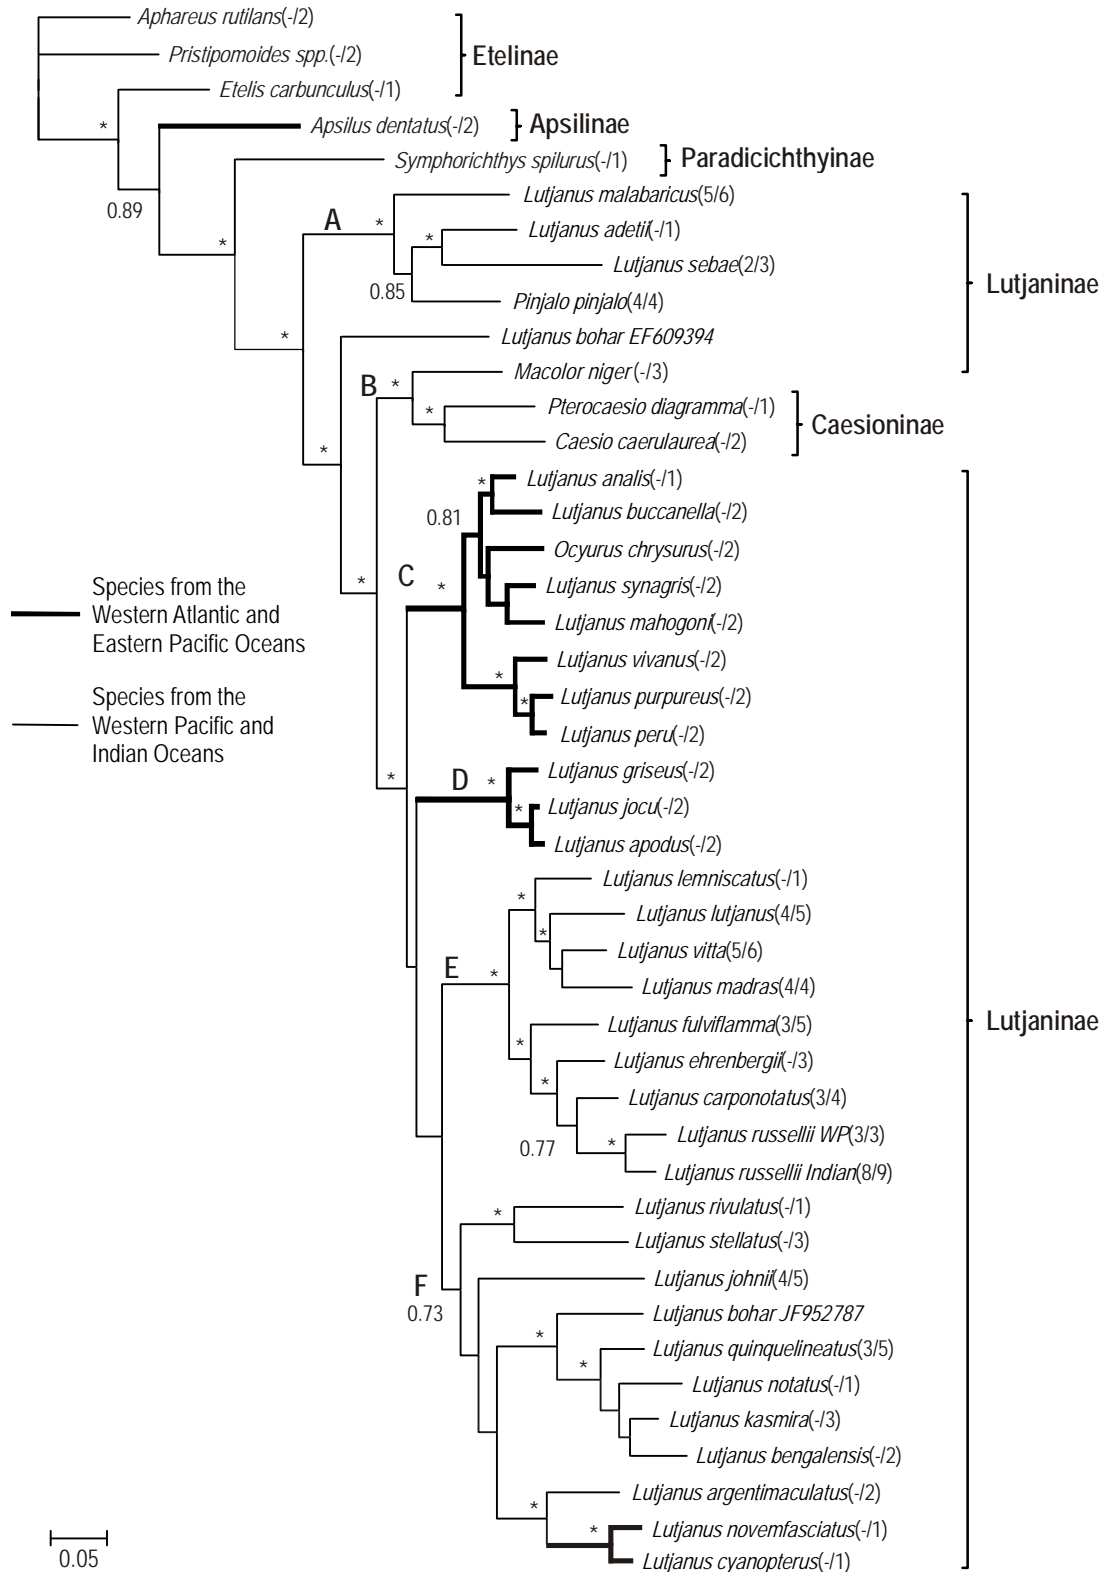 Aphareus rutilans(-/2)
Pristipomoides spp.(-/2)
Etelinae
Etelis carbunculus(-/1)
*
Apsilus dentatus(-/2)
Apsilinae
Symphorichthys spilurus(-/1)
Paradicichthyinae
0.89
*
A
*
Lutjanus malabaricus(5/6)
*
Lutjanus adetii(-/1)
Lutjanus sebae(2/3)
0.85
Pinjalo pinjalo(4/4)
Lutjaninae
*
Lutjanus bohar EF609394
B
*
Macolor niger (-/3)
*
Pterocaesio diagramma(-/1)
Caesio caerulaurea(-/2)
Caesioninae
*
*
Lutjanus analis(-/1)
0.81
Lutjanus buccanella(-/2)
Ocyurus chrysurus(-/2)
*
C
*
Lutjanus synagris(-/2)
Lutjanus mahogoni(-/2)
Species from the
Western Atlantic and
Eastern Pacific Oceans
*
Lutjanus vivanus(-/2)
*
Lutjanus purpureus(-/2)
Lutjanus peru(-/2)
Species from the
Western Pacific and
Indian Oceans
*
D
*
Lutjanus griseus(-/2)
*
Lutjanus jocu(-/2)
Lutjanus apodus(-/2)
*
Lutjanus lemniscatus(-/1)
Lutjanus lutjanus(4/5)
*
Lutjanus vitta(5/6)
E
*
Lutjanus madras(4/4)
Lutjaninae
Lutjanus fulviflamma(3/5)
*
Lutjanus ehrenbergii(-/3)
*
Lutjanus carponotatus(3/4)
0.77
*
Lutjanus russellii WP(3/3)
Lutjanus russellii Indian(8/9)
*
Lutjanus rivulatus(-/1)
Lutjanus stellatus(-/3)
F
0.73
Lutjanus johnii(4/5)
*
Lutjanus bohar JF952787
*
Lutjanus quinquelineatus(3/5)
Lutjanus notatus(-/1)
Lutjanus kasmira(-/3)
Lutjanus bengalensis(-/2)
*
Lutjanus argentimaculatus(-/2)
*
Lutjanus novemfasciatus(-/1)
Lutjanus cyanopterus(-/1)
0.05